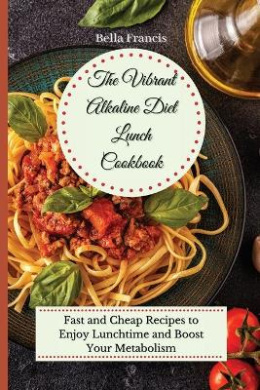 Bella Francis
The Vibrant
Alkaline Diet
Lunch
Cookbook
Fast and Cheap Recipes to
Enjoy Lunchtime and Boost
Your Metabolism